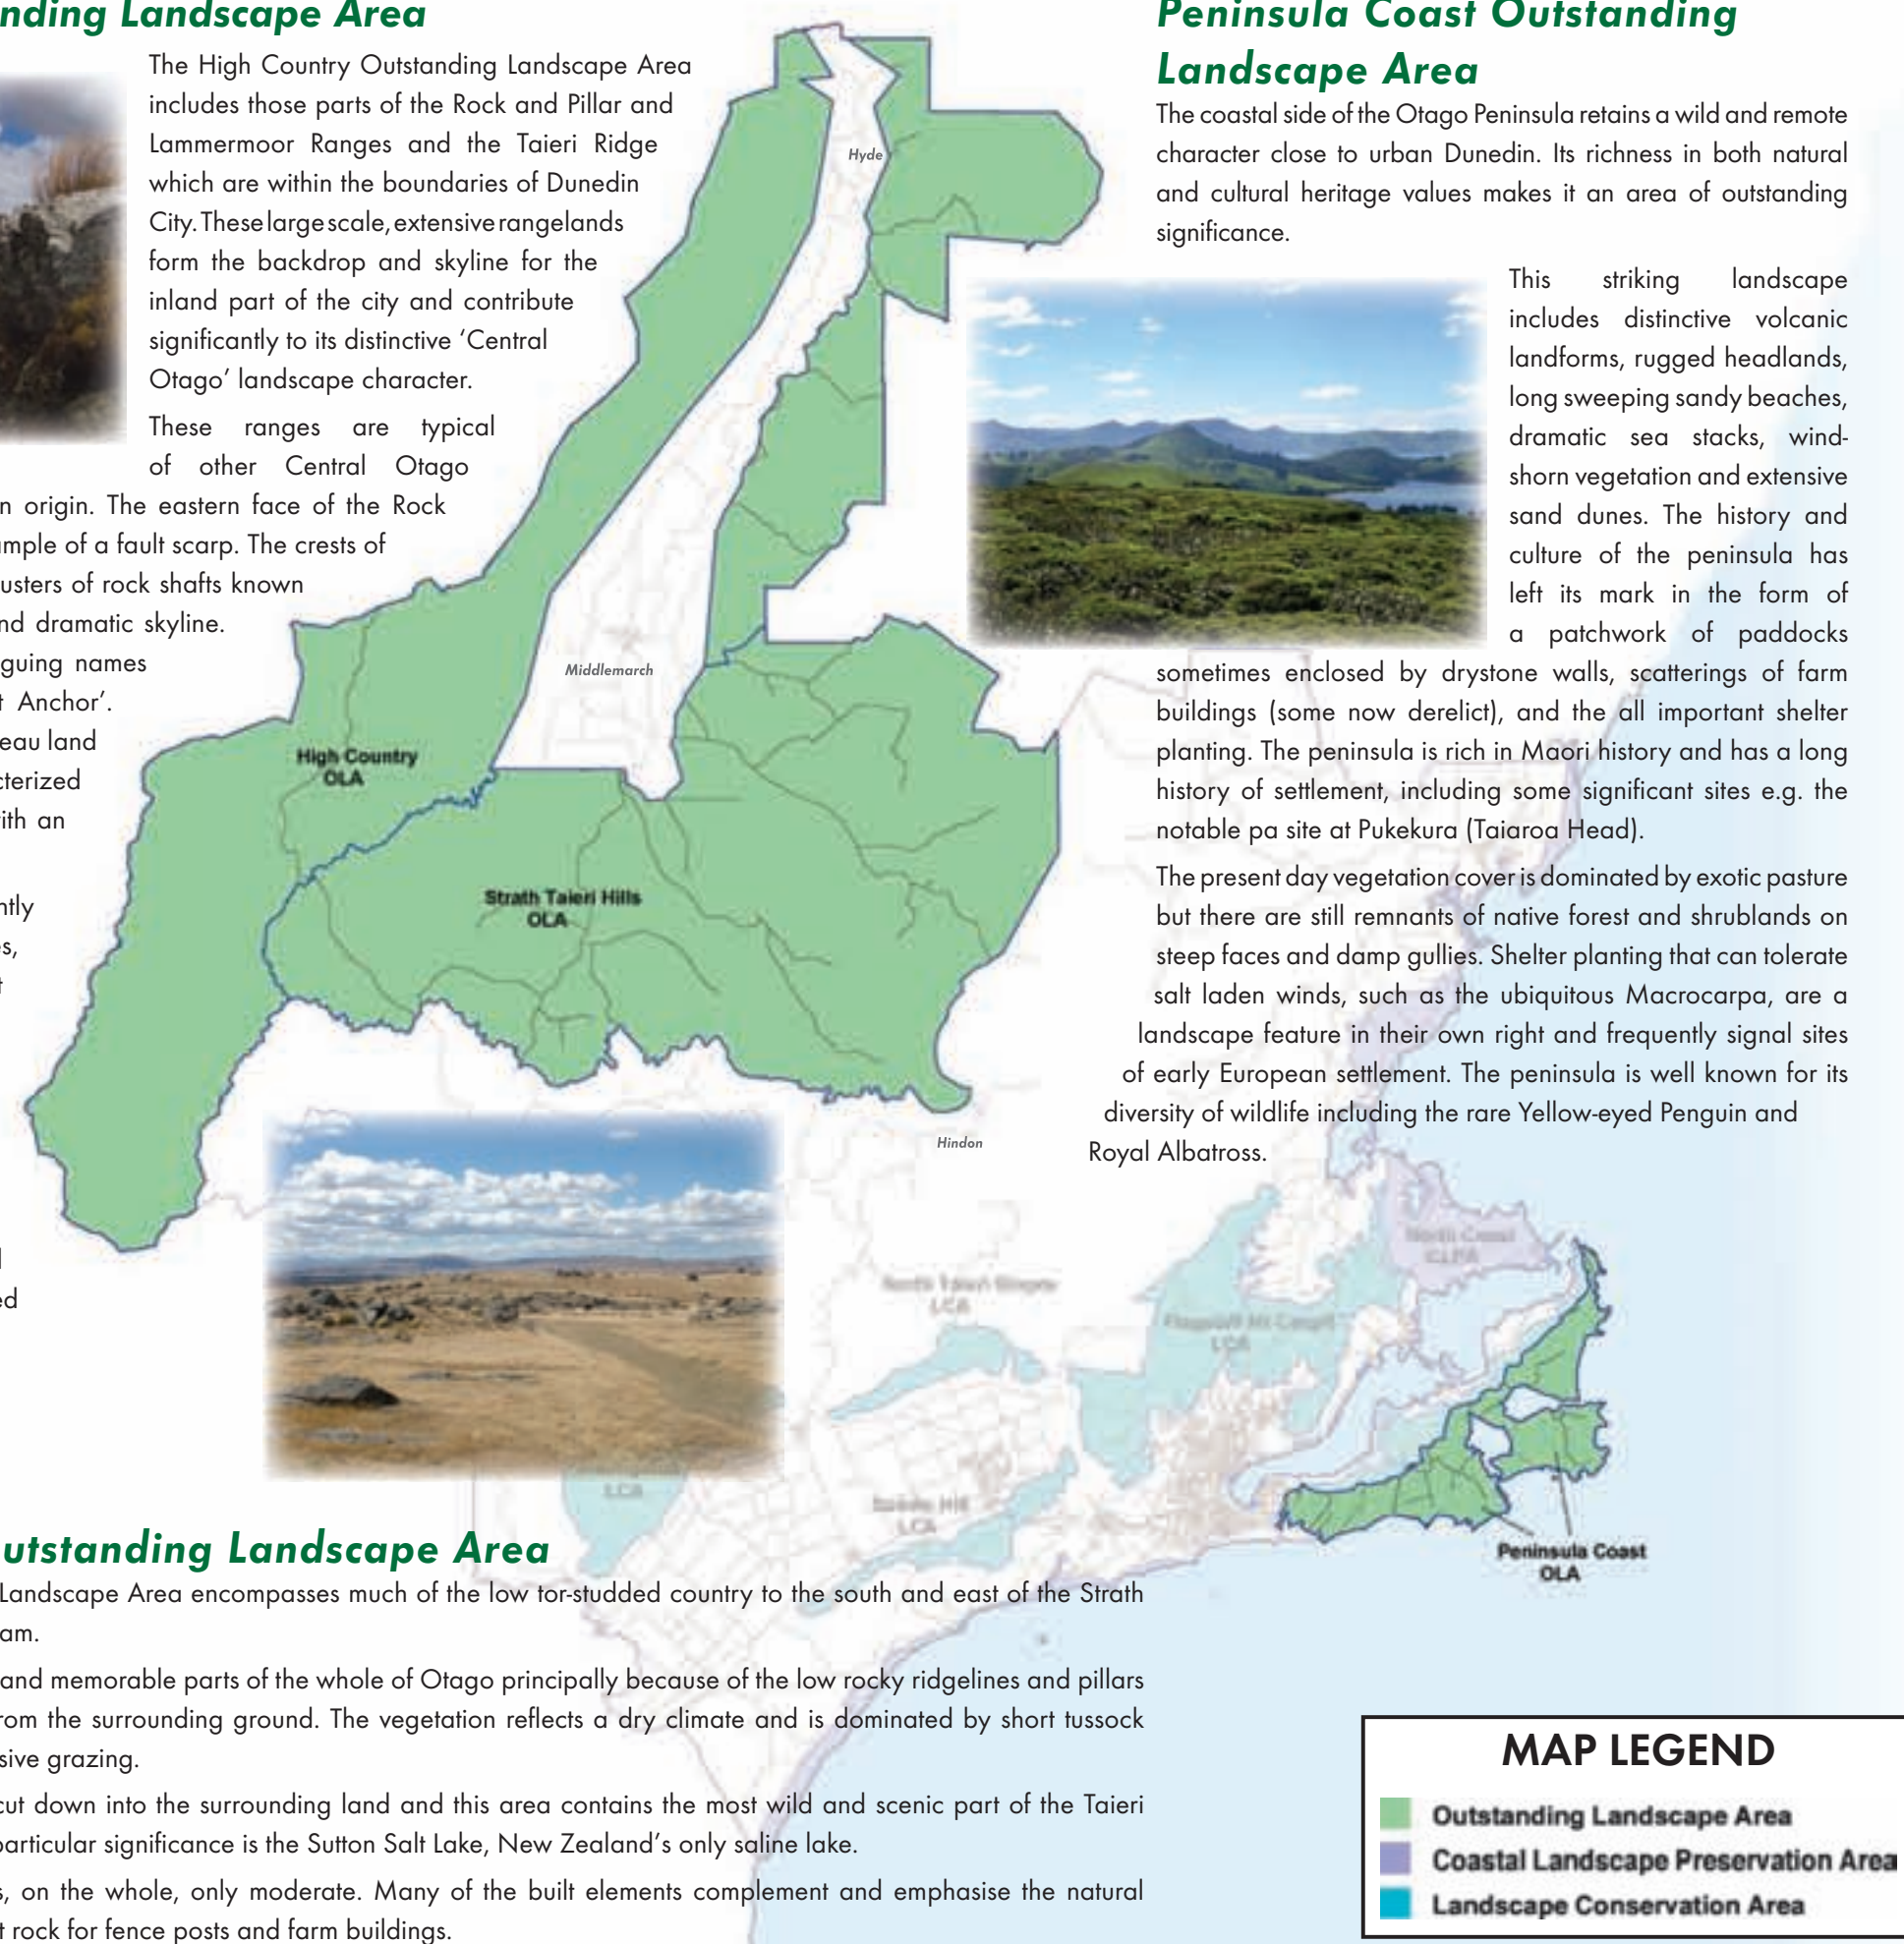 nding Landscape Area
The High Country Outstanding Landscape Area
includes those parts of the Rock and Pillar and
Lammermoor Ranges and the Taieri Ridge
which are within the boundaries of Dunedin
City. These large scale, extensive rangelands
form the backdrop and skyline for the
inland part of the city and contribute
significantly to its distinctive ‘Central
Otago’ landscape character.
These ranges are typical
of other Central Otago
n origin. The eastern face of the Rock
mple of a fault scarp. The crests of
usters of rock shafts known
nd dramatic skyline.
guing names
t Anchor’.
eau land
cterized
ith an
ntly
s,
t
l
ed
Hyde
Middlemarch
High Country
OLA
Strath Taieri Hills
OLA
Hindon
Peninsula Coast Outstanding
Landscape Area
The coastal side of the Otago Peninsula retains a wild and remote
character close to urban Dunedin. Its richness in both natural
and cultural heritage values makes it an area of outstanding
significance.
This striking landscape
includes distinctive volcanic
landforms, rugged headlands,
long sweeping sandy beaches,
dramatic sea stacks, wind-
shorn vegetation and extensive
sand dunes. The history and
culture of the peninsula has
left its mark in the form of
a patchwork of paddocks
sometimes enclosed by drystone walls, scatterings of farm
buildings (some now derelict), and the all important shelter
planting. The peninsula is rich in Maori history and has a long
history of settlement, including some significant sites e.g. the
notable pa site at Pukekura (Taiaroa Head).
The present day vegetation cover is dominated by exotic pasture
but there are still remnants of native forest and shrublands on
steep faces and damp gullies. Shelter planting that can tolerate
salt laden winds, such as the ubiquitous Macrocarpa, are a
landscape feature in their own right and frequently signal sites
of early European settlement. The peninsula is well known for its
diversity of wildlife including the rare Yellow-eyed Penguin and
Royal Albatross.
North Coast
CLPA
LCA
Flagstaff Mt Cargill
LCA
LCA
Saddle Hill
LCA
Peninsula Coast
OLA
utstanding Landscape Area
Landscape Area encompasses much of the low tor-studded country to the south and east of the Strath
am.
and memorable parts of the whole of Otago principally because of the low rocky ridgelines and pillars
rom the surrounding ground. The vegetation reflects a dry climate and is dominated by short tussock
sive grazing.
cut down into the surrounding land and this area contains the most wild and scenic part of the Taieri
particular significance is the Sutton Salt Lake, New Zealand’s only saline lake.
s, on the whole, only moderate. Many of the built elements complement and emphasise the natural
t rock for fence posts and farm buildings.
MAP LEGEND
Outstanding Landscape Area
Coastal Landscape Preservation Area
Landscape Conservation Area